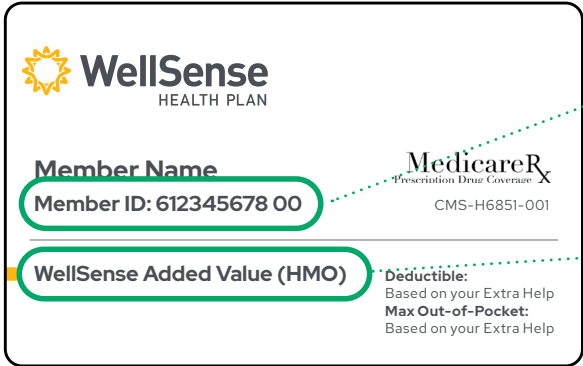 WellSense
HEALTH PLAN
Member Name
Member ID: 612345678 00
MedicareRx
Prescription Drug Coverage
CMS-H6851-001
WellSense Added Value (HMO)
Deductible:
Based on your Extra Help
Max Out-of-Pocket:
Based on your Extra Help